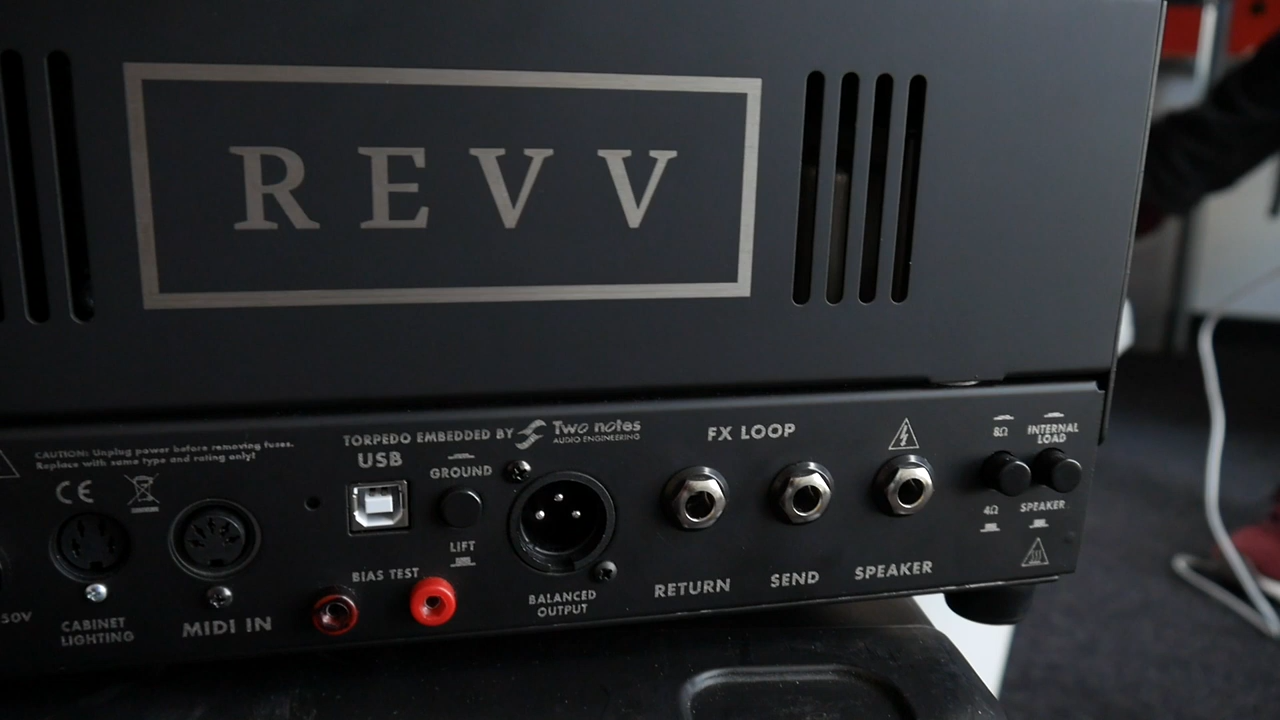 REVV
CAUTION: Unplug power before removing fuses.
Replace with same type and rating only!
TORPEDO EMBEDDED BY Two notes
AUDIO ENGINEERING
FX LOOP
8Ω
INTERNAL
LOAD
CE
USB
GROUND
LIFT
4Ω
SPEAKER
50V
CABINET
LIGHTING
MIDI IN
BIAS TEST
BALANCED
OUTPUT
RETURN
SEND
SPEAKER